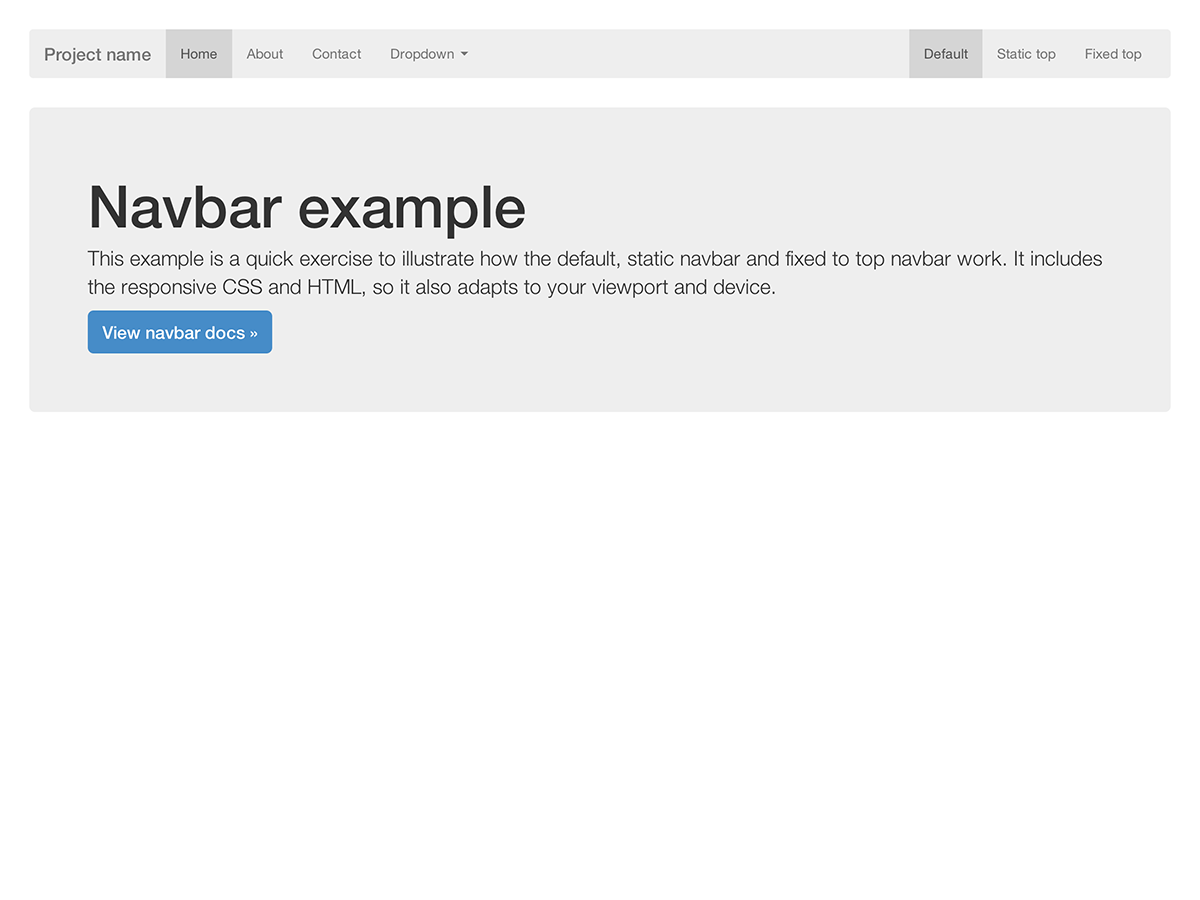 Project name Home About Contact Dropdown Default Static top Fixed top
Navbar example
This example is a quick exercise to illustrate how the default, static navbar and fixed to top navbar work. It includes
the responsive CSS and HTML, so it also adapts to your viewport and device.
View navbar docs »